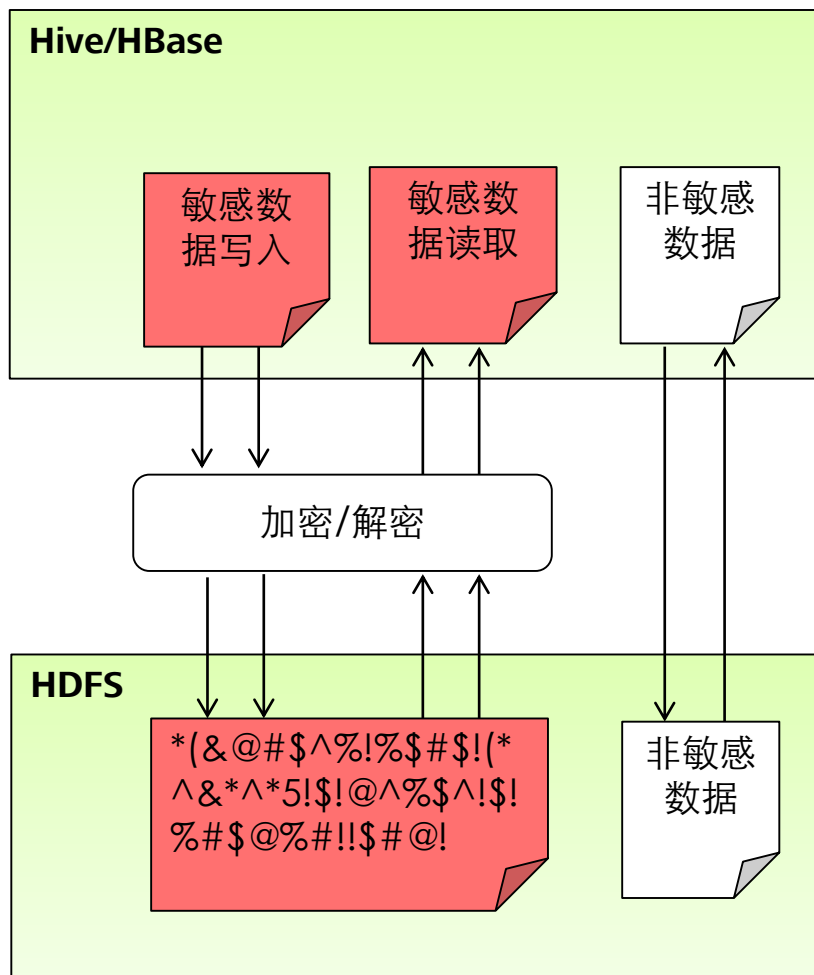 Hive/HBase
敏感数
据写入
敏感数
据读取
非敏感
数据
加密/解密
HDFS
*(&@#$^%!%$#$!(*
^&*^*5!$!@^%$^!$!
%#$@%#!!$#@!
非敏感
数据